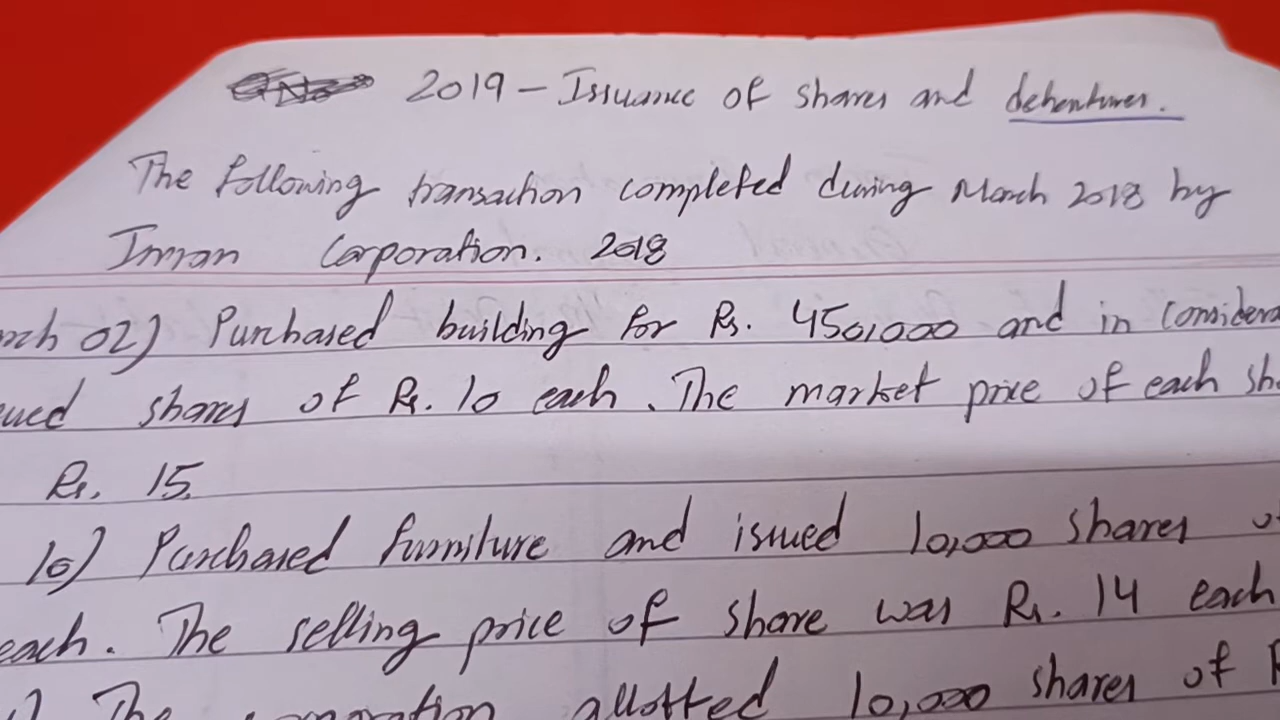 2019 - Issuance of shares and debentures.
The following transaction completed during March 2018 by
Imran Corporation. 2018
02) Purchased building for Rs. 450,000 and in
shares of Rs. 10 each. The market price of each
Rs. 15.
10) Purchased furniture and issued 10,000 shares
each. The selling price of share was Rs. 14 each
The allotted 10,000 shares of